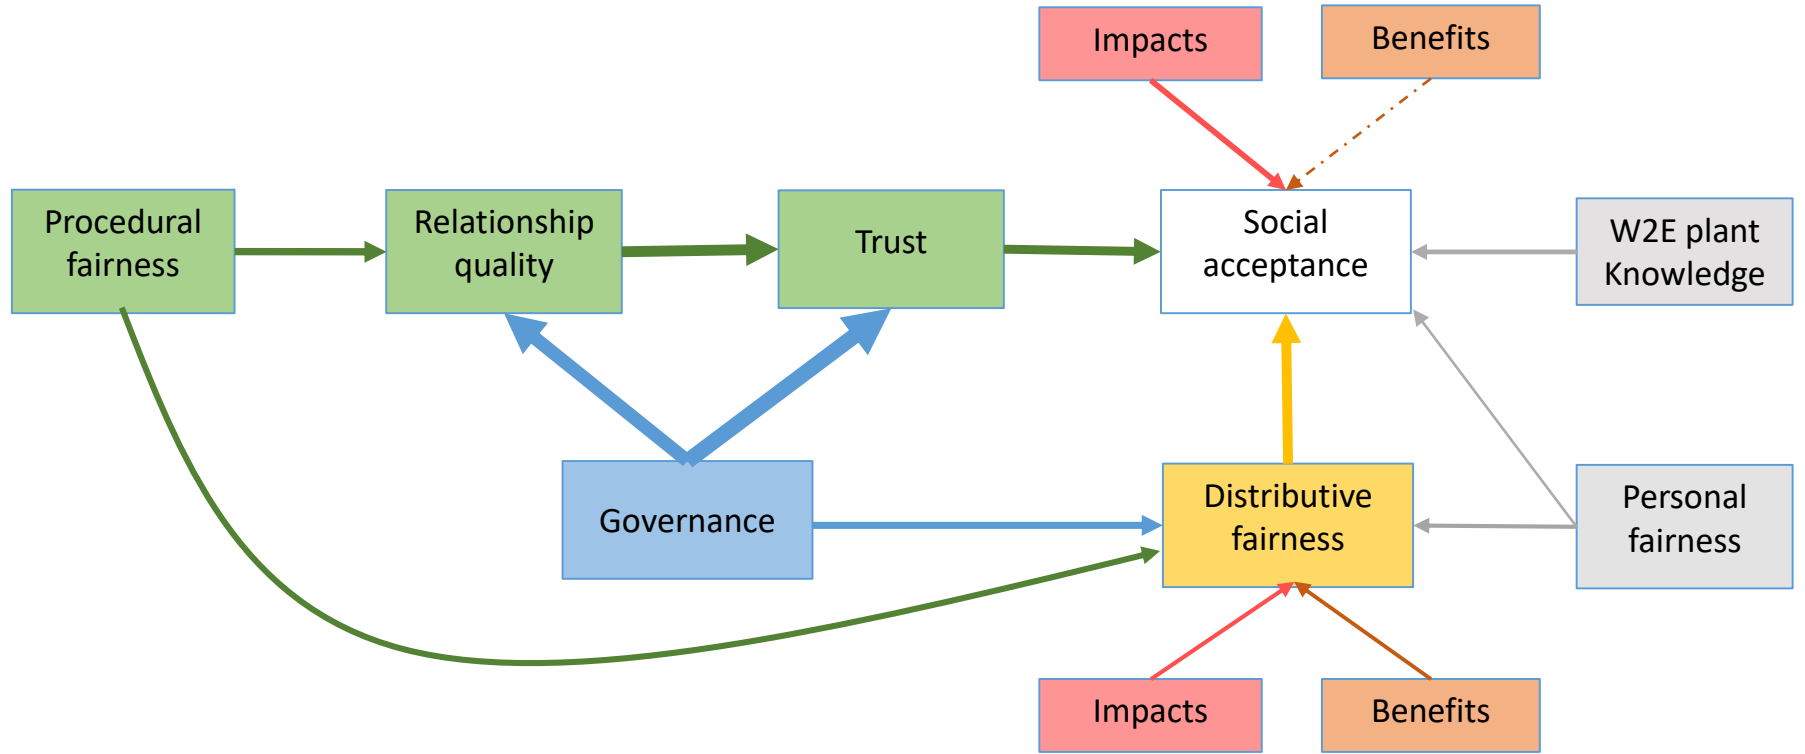 Impacts
Benefits
Procedural
fairness
Relationship
quality
Trust
Social
acceptance
W2E plant
Knowledge
Governance
Distributive
fairness
Personal
fairness
Impacts
Benefits